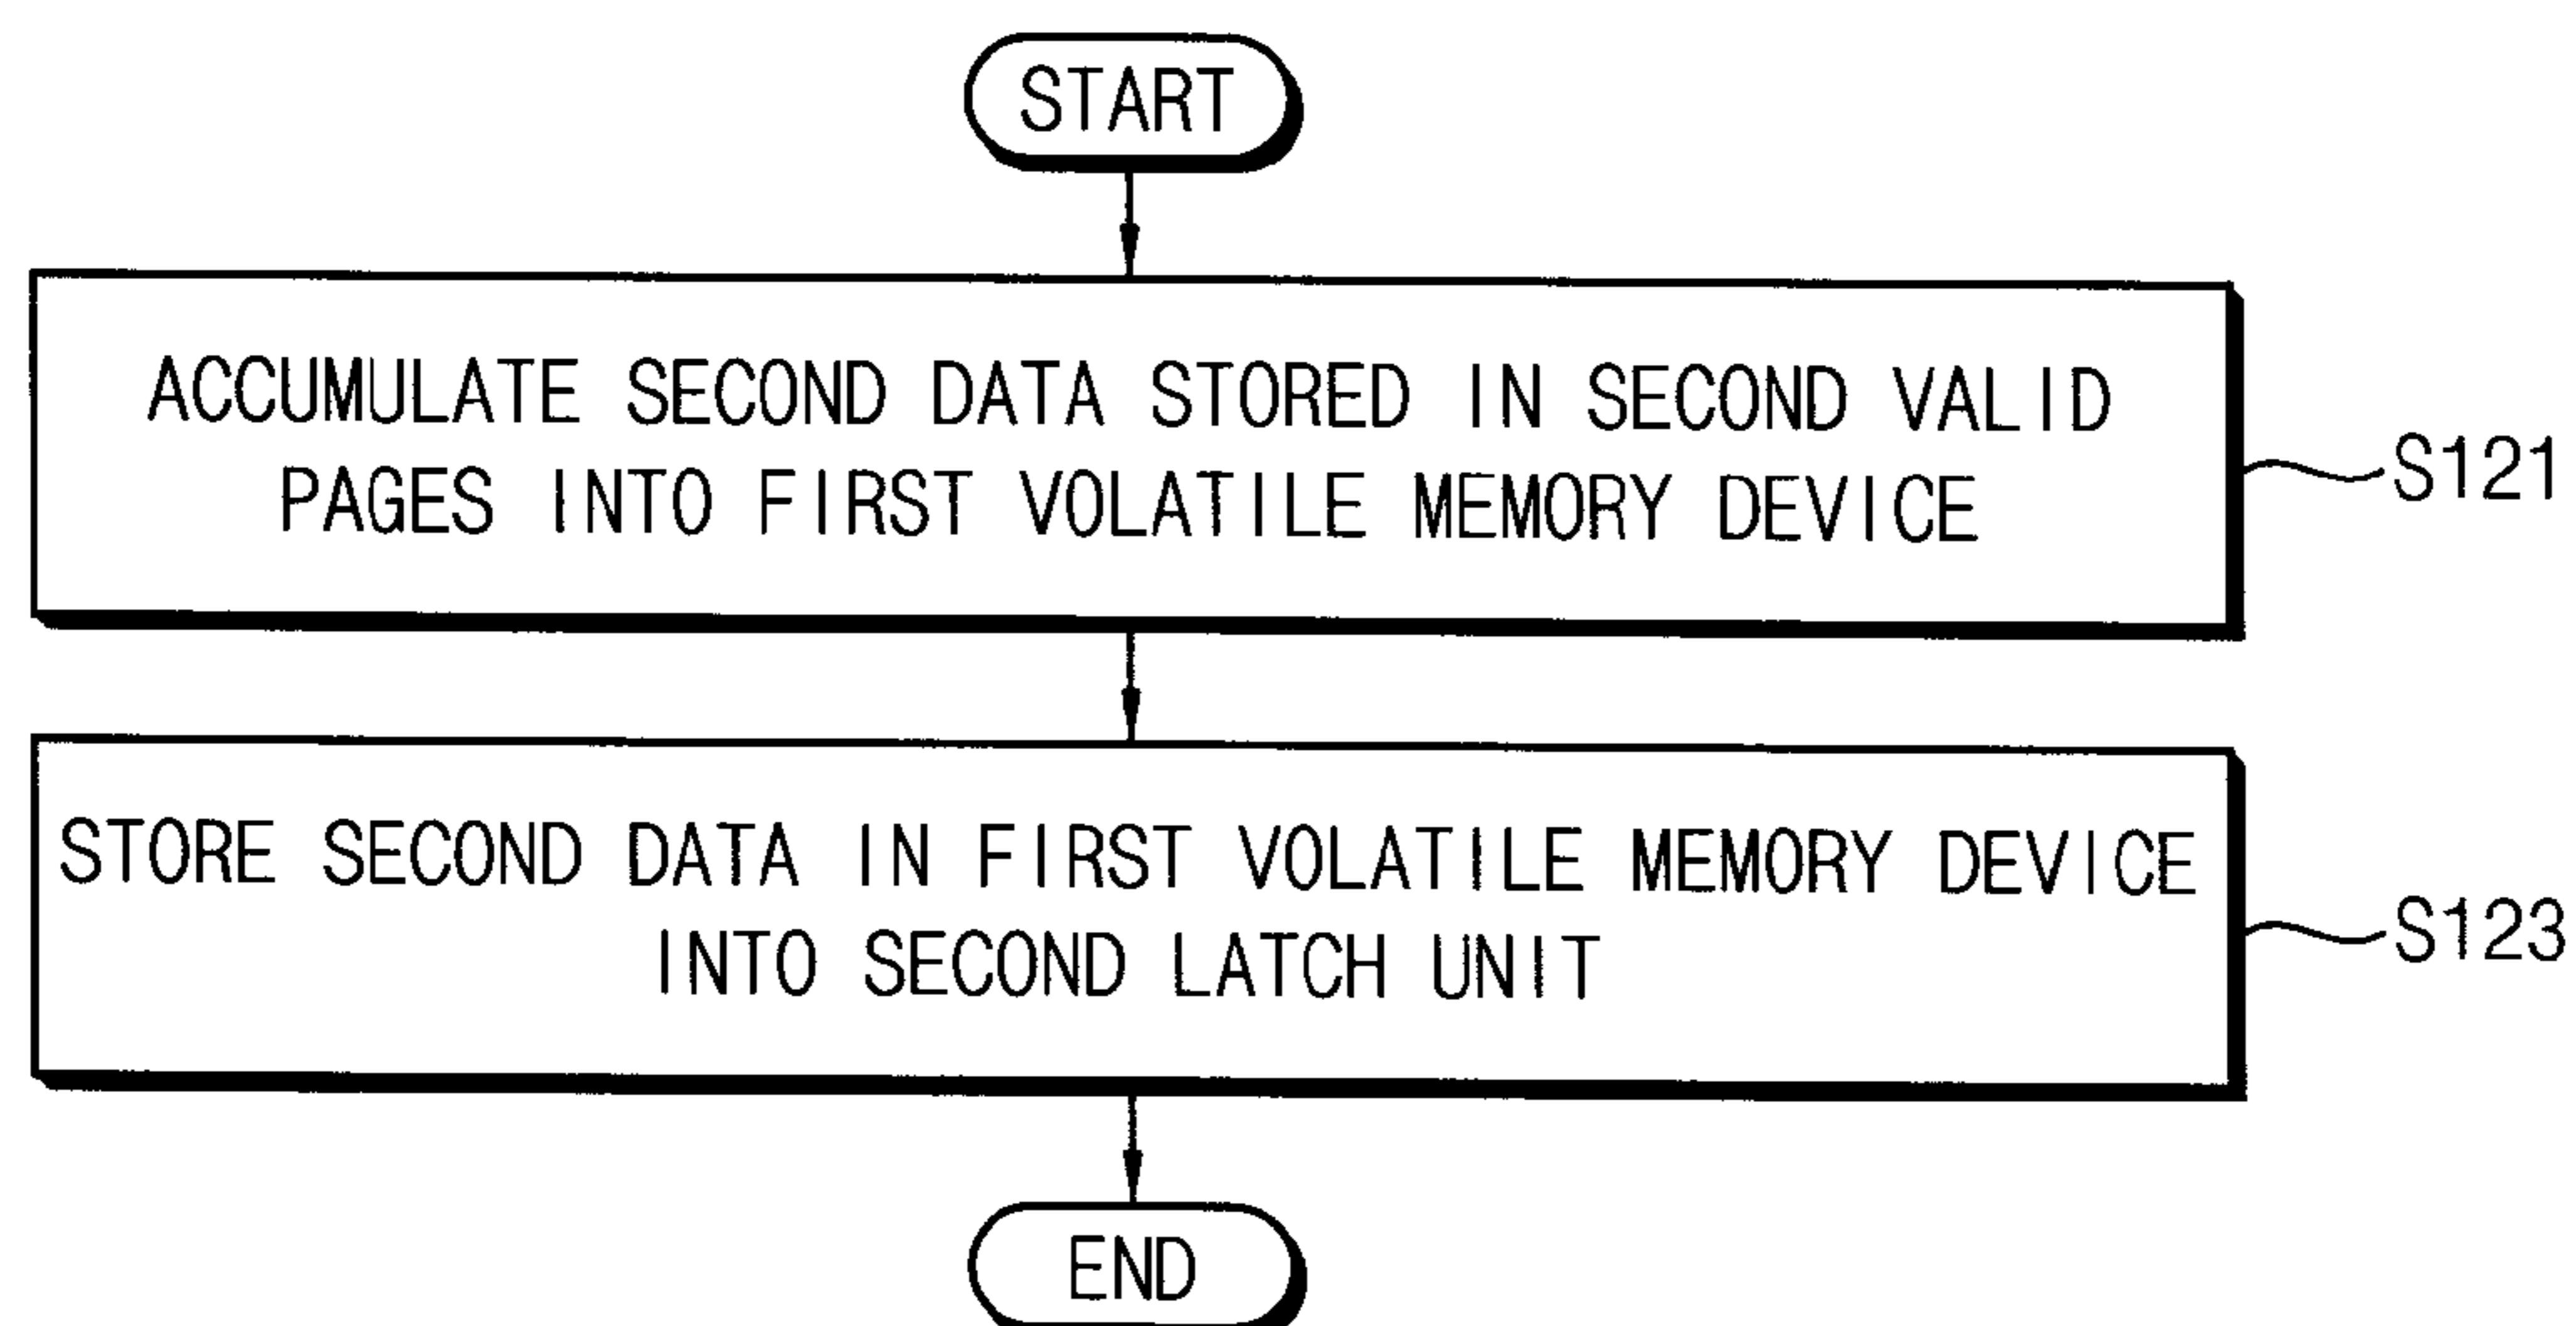 START
ACCUMULATE SECOND DATA STORED IN SECOND VALID
PAGES INTO FIRST VOLATILE MEMORY DEVICE
S121
STORE SECOND DATA IN FIRST VOLATILE MEMORY DEVICE
INTO SECOND LATCH UNIT
S123
END